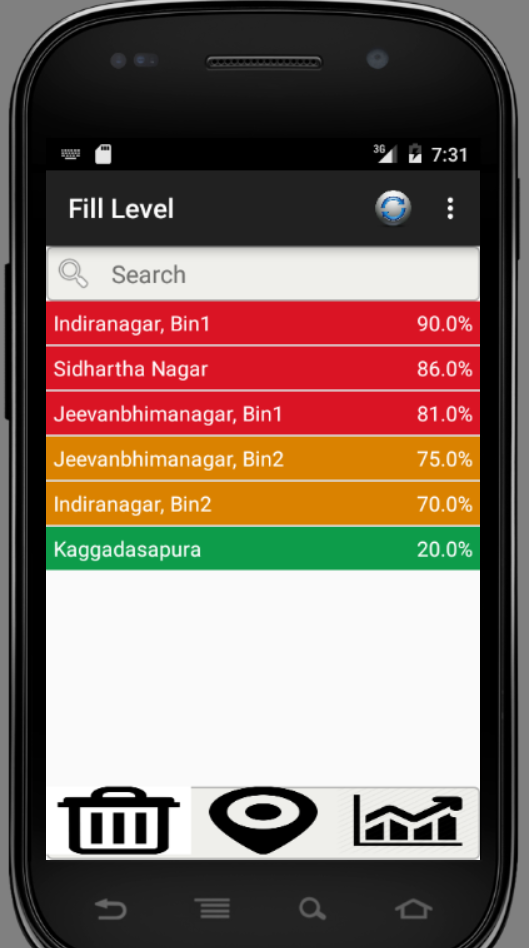 3G 7:31
Fill Level
Search
Indiranagar, Bin1 90.0%
Sidhartha Nagar 86.0%
Jeevanbhimanagar, Bin1 81.0%
Jeevanbhimanagar, Bin2 75.0%
Indiranagar, Bin2 70.0%
Kaggadasapura 20.0%